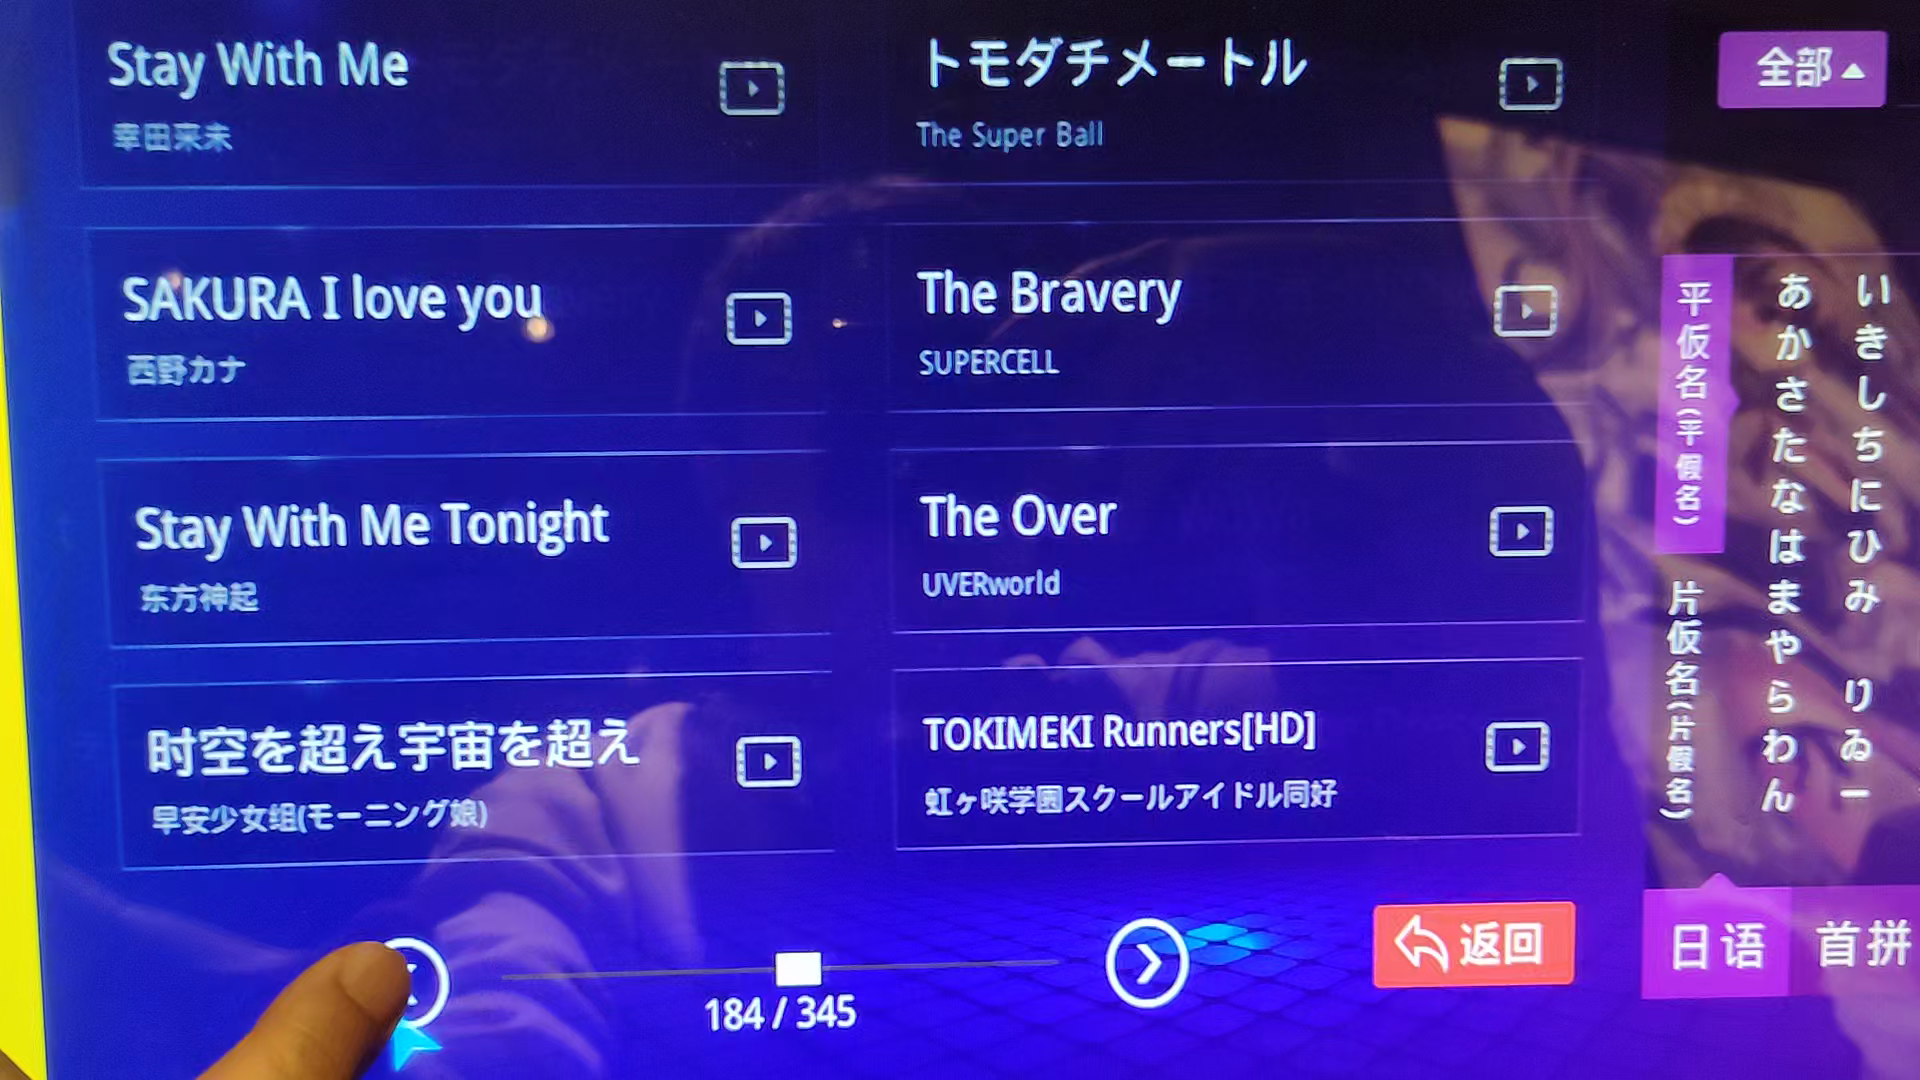 Stay With Me
幸田来未
トモダチメートル
The Super Ball
全部
SAKURA I love you
西野カナ
The Bravery
SUPERCELL
Stay With Me Tonight
东方神起
The Over
UVERworld
时空を超え宇宙を超え
早安少女组(モーニング娘)
TOKIMEKI Runners[HD]
虹ヶ咲学園スクールアイドル同好
184 / 345
返回
平仮名(平假名)
片仮名(片假名)
あかさたなはまやらわん
いきしちにひみ りゐー
日语
首拼